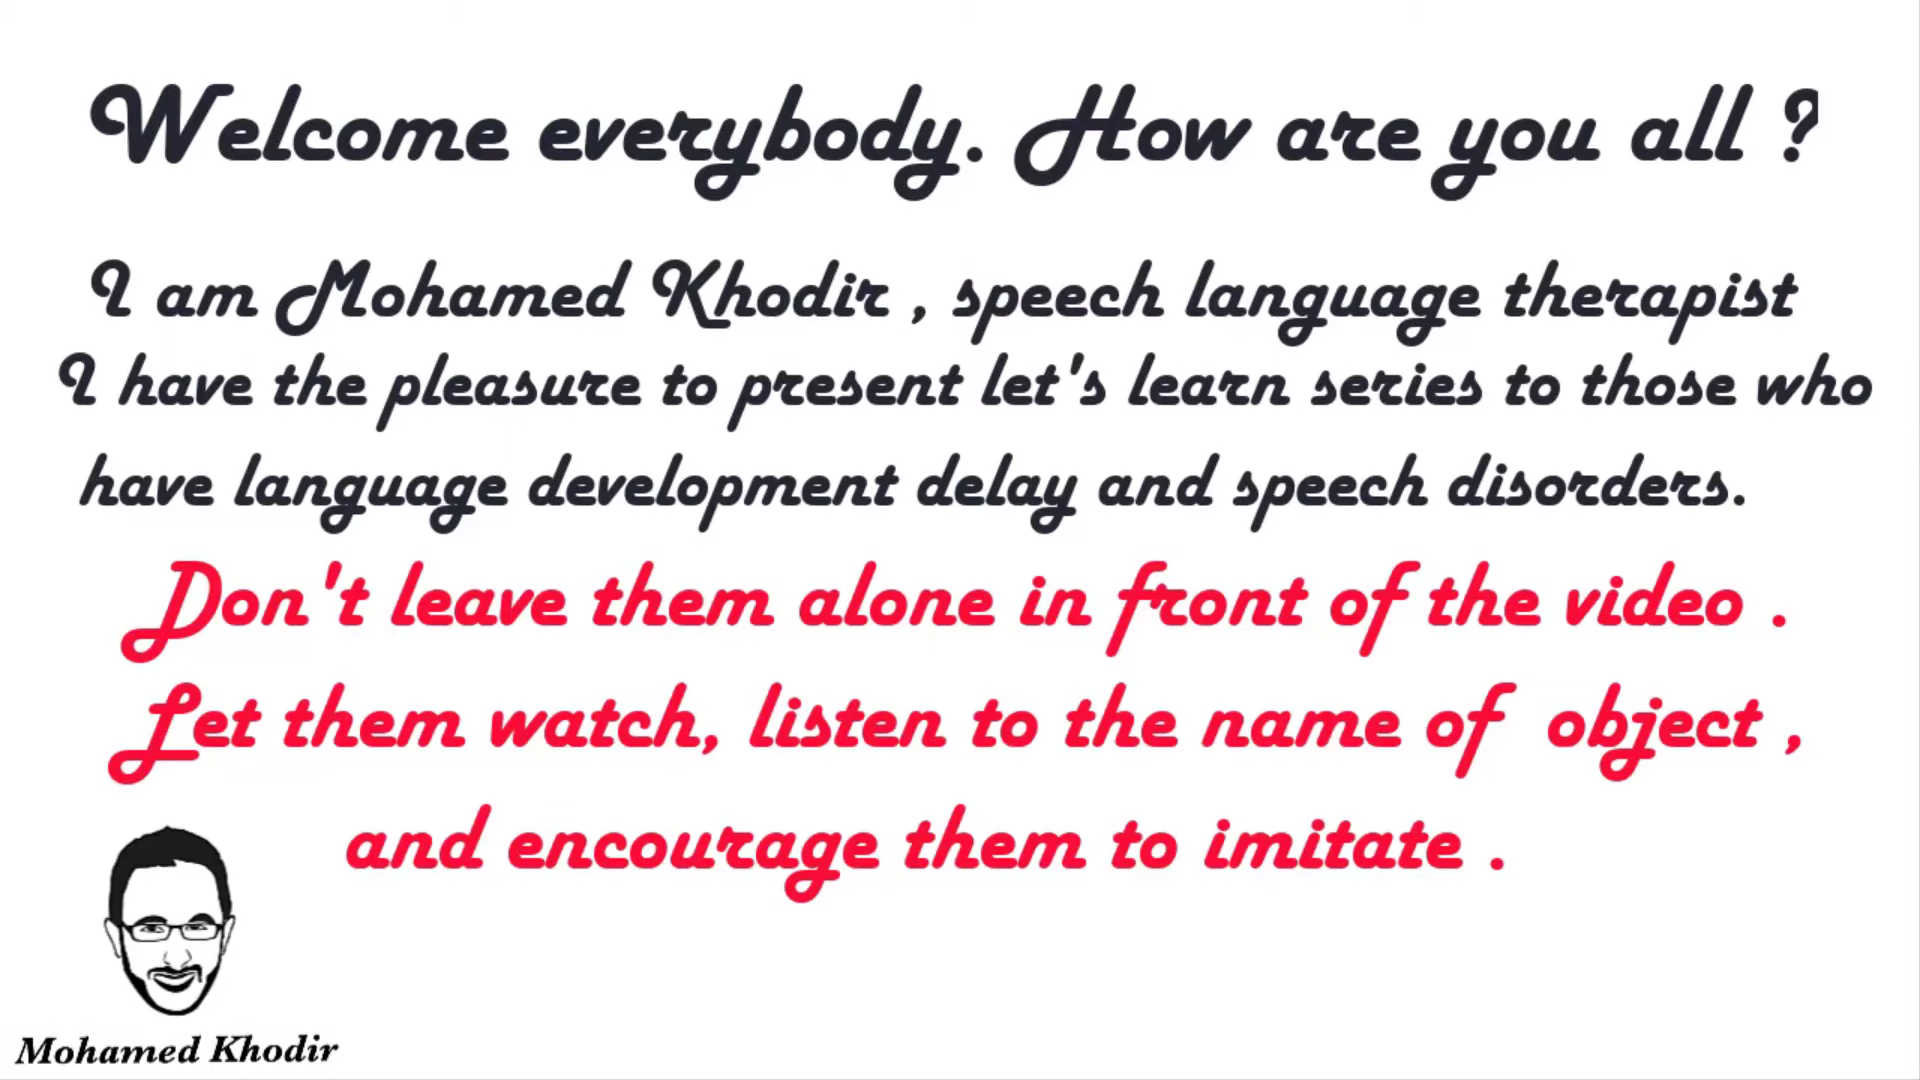 Welcome everybody. How are you all ?
I am Mohamed Khodir , speech language therapist
I have the pleasure to present let's learn series to those who
have language development delay and speech disorders.
Don't leave them alone in front of the video .
Let them watch, listen to the name of object ,
and encourage them to imitate .
Mohamed Khodir